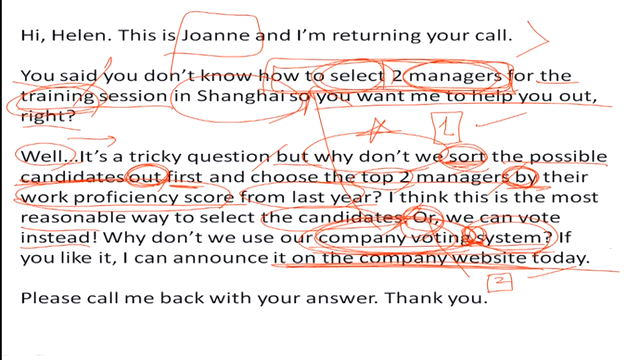 Hi, Helen. This is Joanne and I'm returning your call.
You said you don't know how to select 2 managers for the
training session in Shanghai so you want me to help you out,
right?
1
Well... It's a tricky question but why don't we sort the possible
candidates out first and choose the top 2 managers by their
work proficiency score from last year? I think this is the most
reasonable way to select the candidates. Or, we can vote
instead! Why don't we use our company voting system? If
you like it, I can announce it on the company website today.
2
Please call me back with your answer. Thank you.